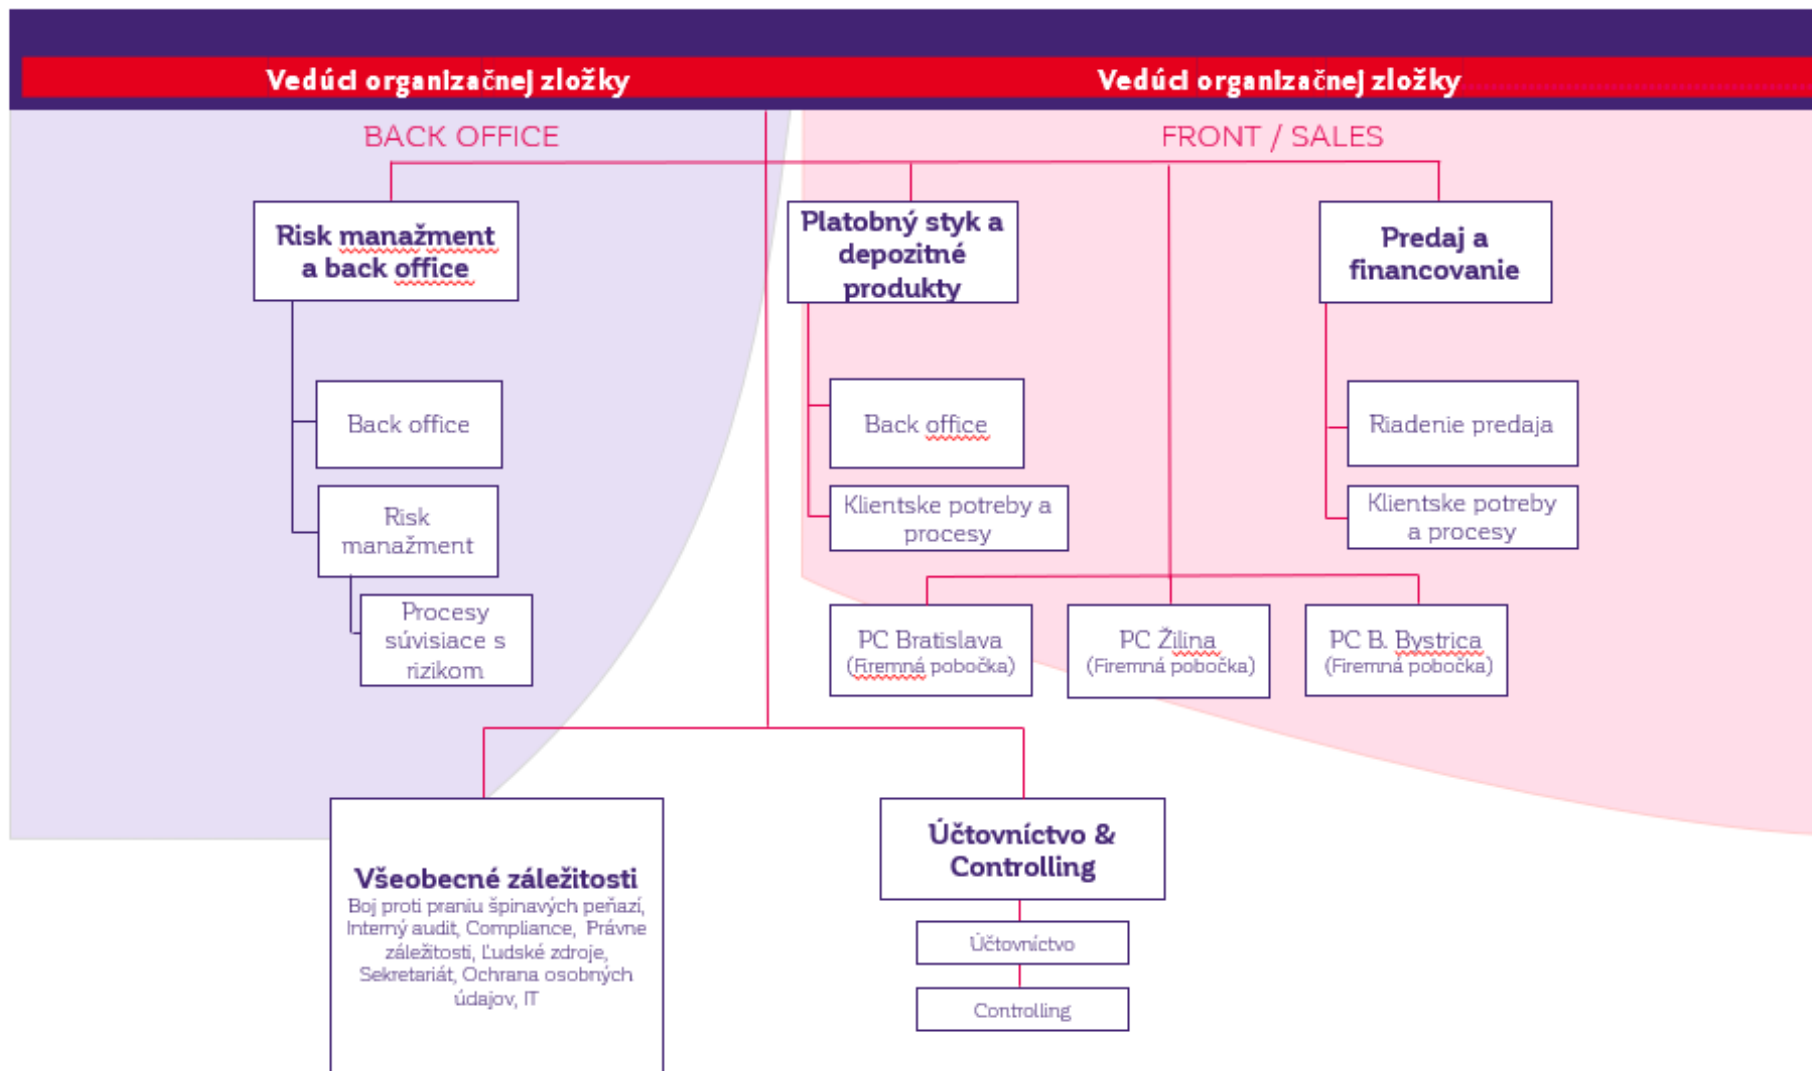 Vedúci organizačnej zložky
Vedúci organizačnej zložky
BACK OFFICE
FRONT / SALES
Risk manažment
a back office
Platobný styk a
depozitné
produkty
Predaj a
financovanie
Back office
Back office
Riadenie predaja
Risk
manažment
Klientske potreby a
procesy
Klientske potreby
a procesy
Procesy
súvisiace s
rizikom
PC Bratislava
(Firemná pobočka)
PC Žilina
(Firemná pobočka)
PC B. Bystrica
(Firemná pobočka)
Všeobecné záležitosti
Boj proti praniu špinavých peňazí,
Interný audit, Compliance, Právne
záležitosti, Ľudské zdroje,
Sekretariát, Ochrana osobných
údajov, IT
Účtovníctvo &
Controlling
Účtovníctvo
Controlling